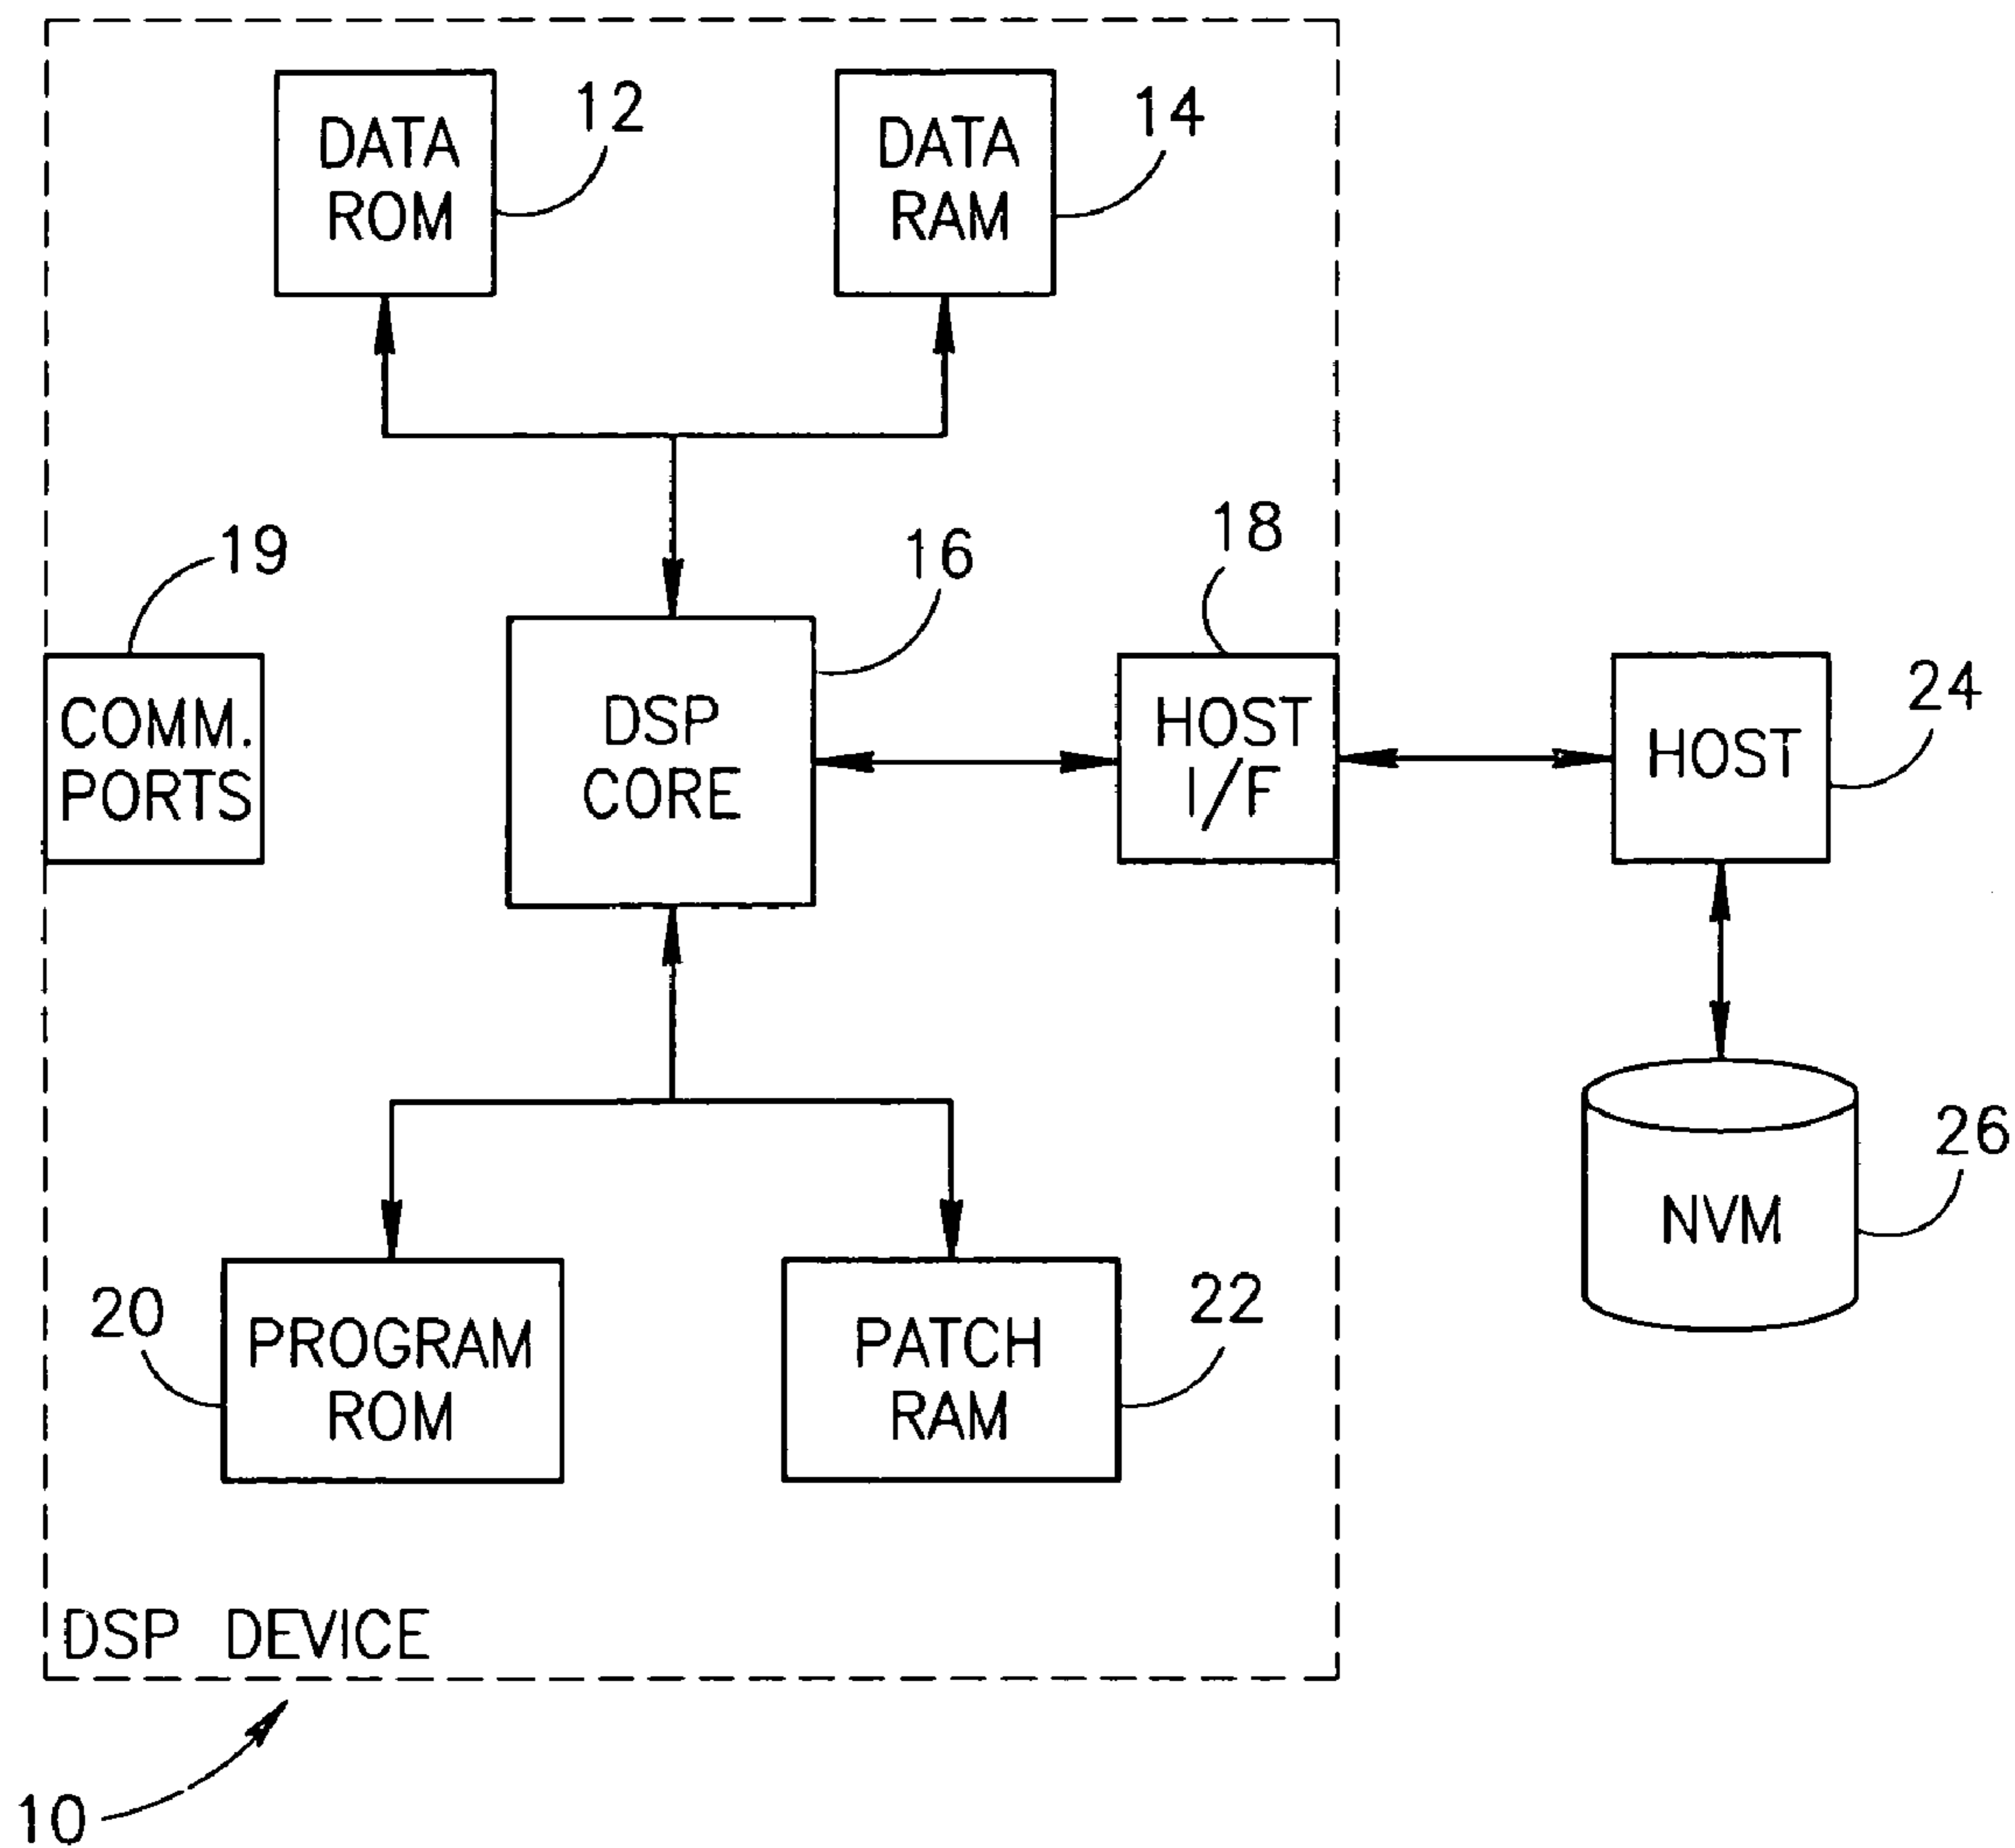 12
14
DATA
ROM
DATA
RAM
19
16
18
24
COMM.
PORTS
DSP
CORE
HOST
I/F
HOST
26
NVM
20
22
PROGRAM
ROM
PATCH
RAM
DSP DEVICE
10